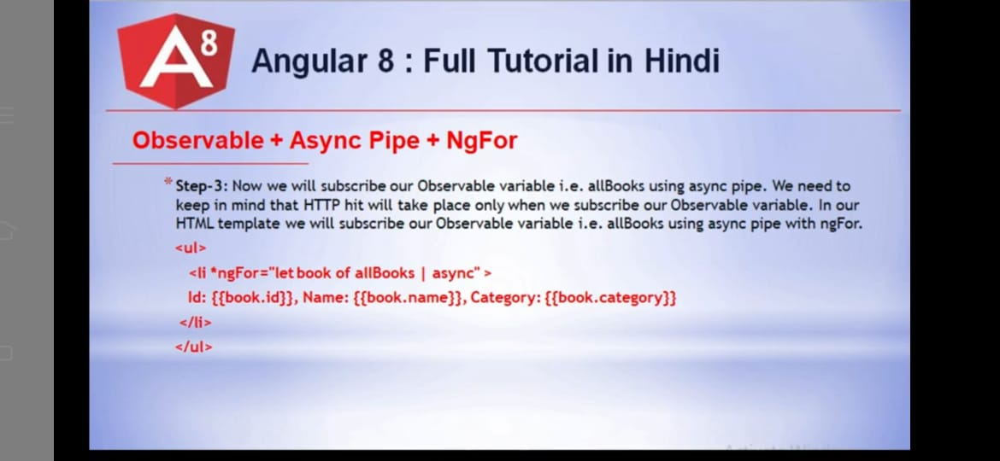 A8
Angular 8 : Full Tutorial in Hindi
Observable + Async Pipe + NgFor
* Step-3: Now we will subscribe our Observable variable i.e. allBooks using async pipe. We need to
keep in mind that HTTP hit will take place only when we subscribe our Observable variable. In our
HTML template we will subscribe our Observable variable i.e. allBooks using async pipe with ngFor.
<ul>
<li *ngFor="let book of allBooks | async" >
Id: {{book.id}}, Name: {{book.name}}, Category: {{book.category}}
</li>
</ul>